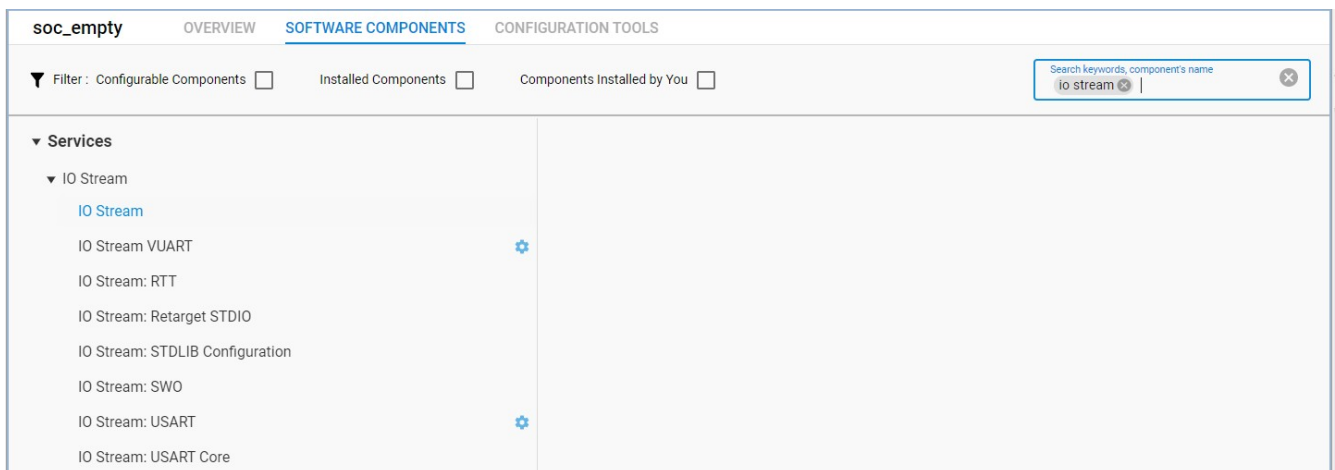 soc_empty OVERVIEW SOFTWARE COMPONENTS CONFIGURATION TOOLS
Filter : Configurable Components Installed Components Components Installed by You
Search keywords, component's name
io stream
Services
IO Stream
IO Stream
IO Stream VUART
IO Stream: RTT
IO Stream: Retarget STDIO
IO Stream: STDLIB Configuration
IO Stream: SWO
IO Stream: USART
IO Stream: USART Core